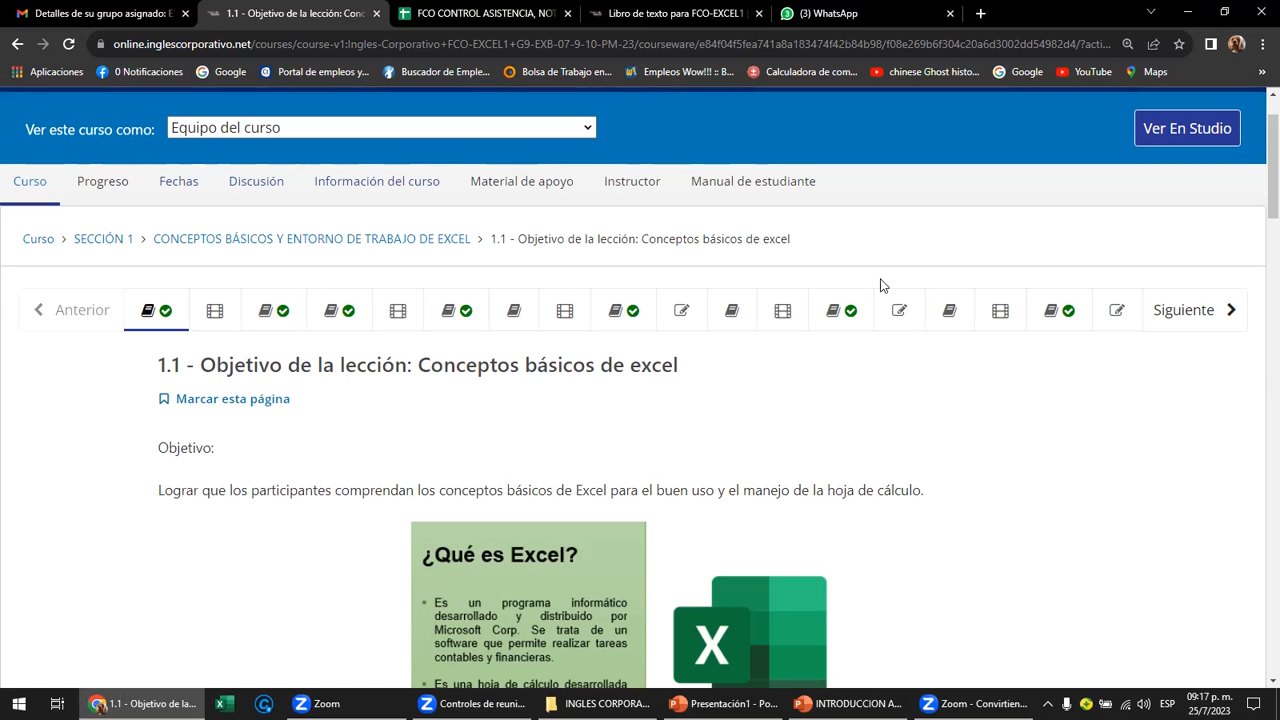 Detalles de su grupo asignado: E
1.1 - Objetivo de la lección: Conc
FCO CONTROL ASISTENCIA, NOT
Libro de texto para FCO-EXCEL1
(3) WhatsApp
online.inglescorporativo.net/courses/course-v1:Ingles-Corporativo+FCO-EXCEL1+G9-EXB-07-9-10-PM-23/courseware/e84f04f5fea741a8a183474f42b84b98/f08e269b6f304c20a6d3002dd54982d4/?acti...
Aplicaciones
0 Notificaciones
Google
Portal de empleos y...
Buscador de Emple...
Bolsa de Trabajo en...
Empleos Wow!!! :: B...
Calculadora de com...
chinese Ghost histo...
Google
YouTube
Maps
Ver este curso como:
Equipo del curso
Ver En Studio
Curso
Progreso
Fechas
Discusión
Información del curso
Material de apoyo
Instructor
Manual de estudiante
Curso > SECCIÓN 1 > CONCEPTOS BÁSICOS Y ENTORNO DE TRABAJO DE EXCEL > 1.1 - Objetivo de la lección: Conceptos básicos de excel
Anterior
Siguiente
1.1 - Objetivo de la lección: Conceptos básicos de excel
Marcar esta página
Objetivo:
Lograr que los participantes comprendan los conceptos básicos de Excel para el buen uso y el manejo de la hoja de cálculo.
¿Qué es Excel?
Es un programa informático
desarrollado y distribuido por
Microsoft Corp. Se trata de un
software que permite realizar tareas
contables y financieras.
Es una hoja de cálculo desarrollada
X
1.1 - Objetivo de la...
Zoom
Controles de reuni...
INGLES CORPORA...
Presentación1 - Po...
INTRODUCCION A...
Zoom - Convirtien...
ESP
09:17 p. m.
25/7/2023